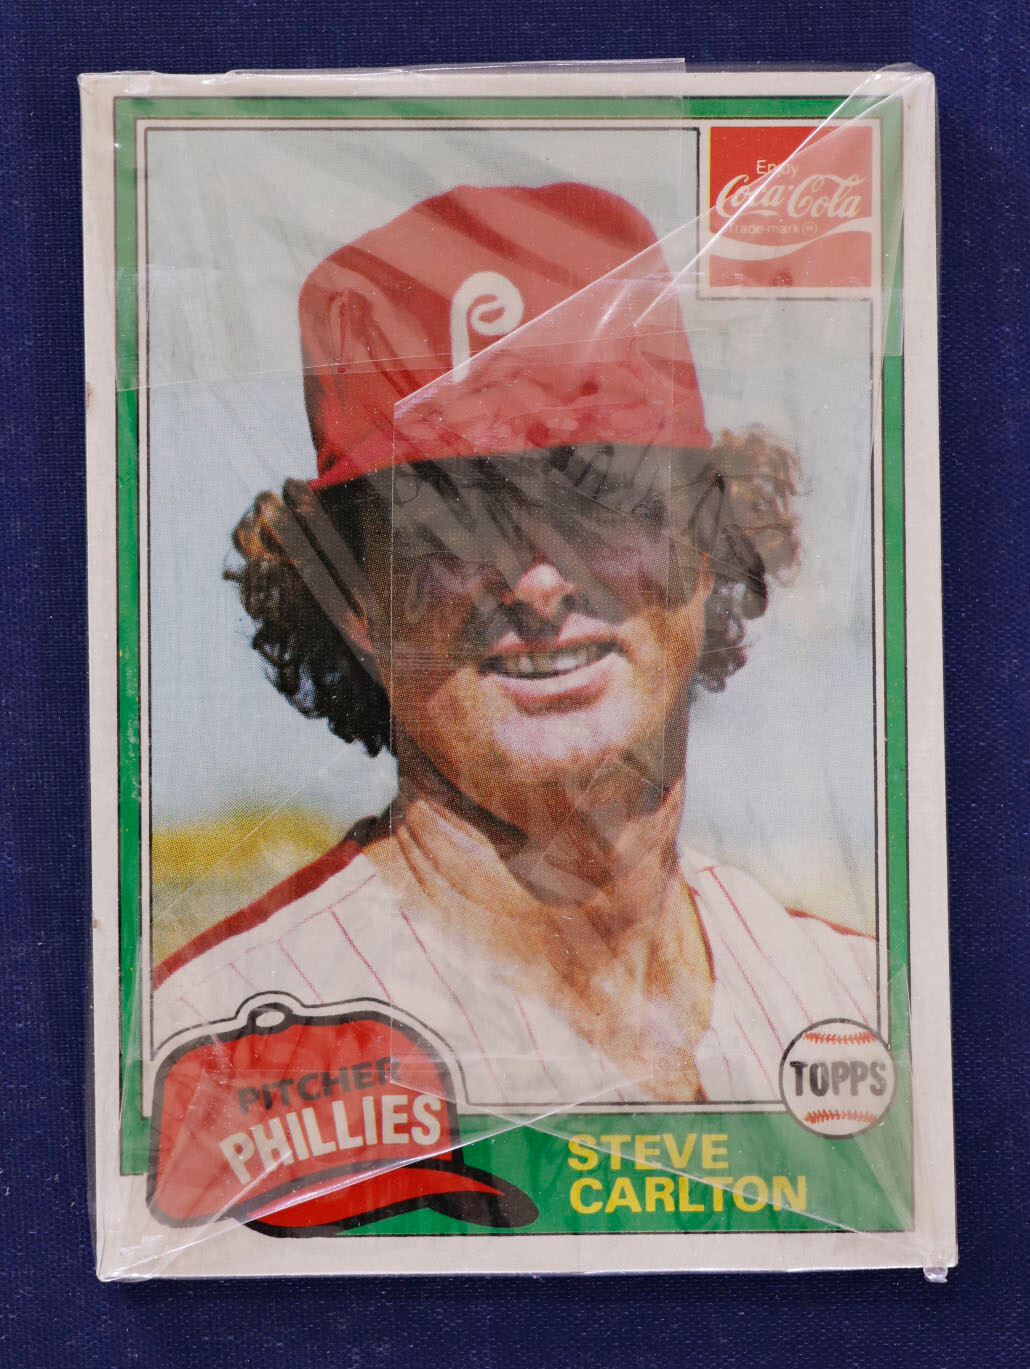 Enjoy
Coca-Cola
Trade-mark ®
P
TOPPS
PITCHER
PHILLIES
STEVE
CARLTON